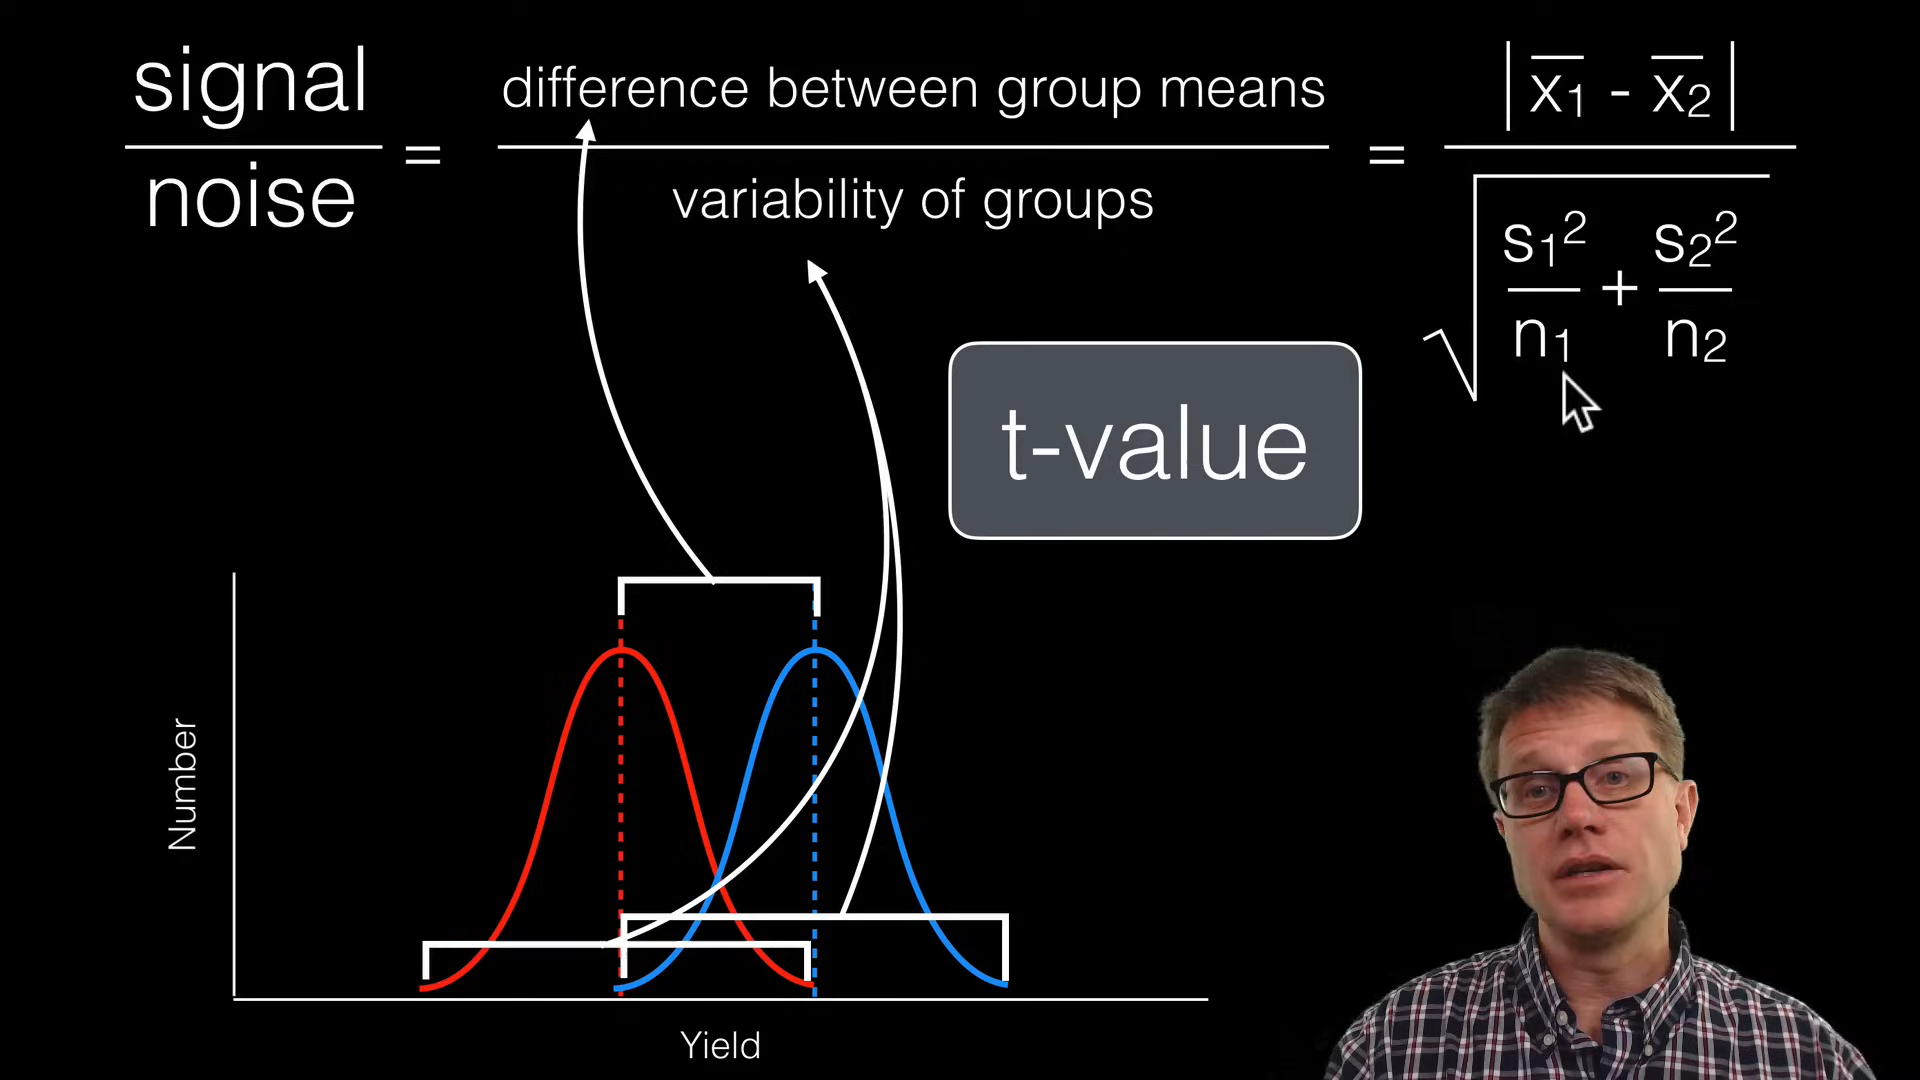 signal
noise
=
difference between group means
variability of groups
=
|x̅₁ - x̅₂|
√
s₁² + s₂²
n₁ n₂
t-value
Number
Yield